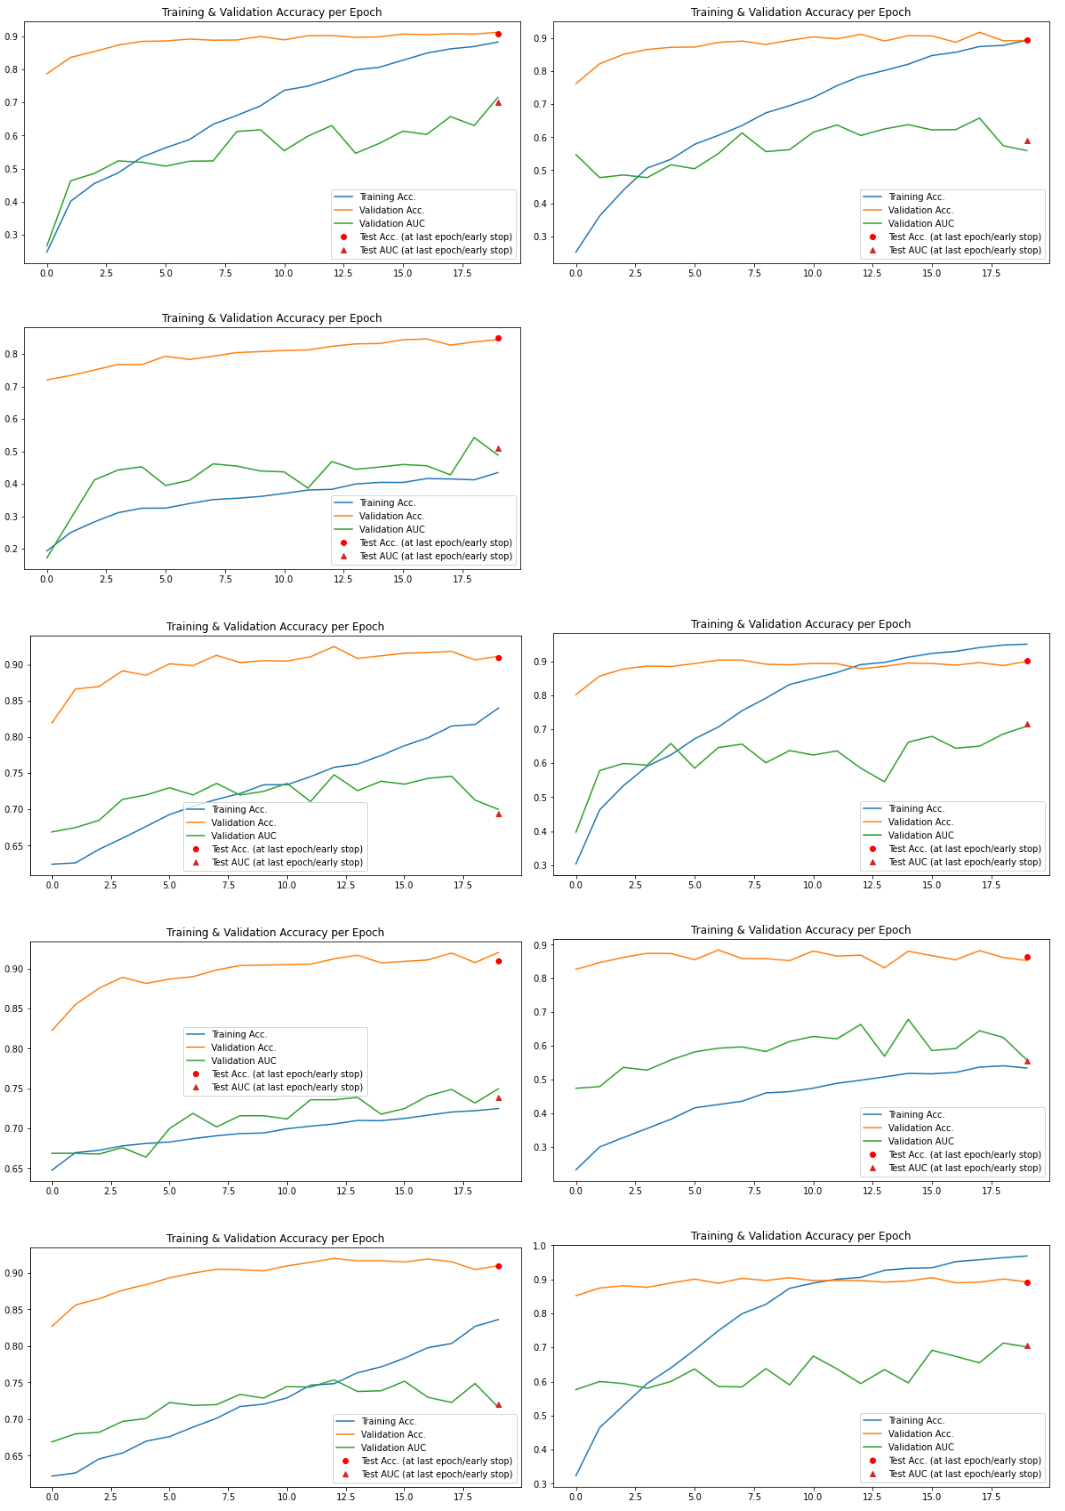 Training & Validation Accuracy per Epoch
0.9
0.8
0.7
0.6
0.5
0.4
0.3
Training Acc.
Validation Acc.
Validation AUC
Test Acc. (at last epoch/early stop)
Test AUC (at last epoch/early stop)
0.0 2.5 5.0 7.5 10.0 12.5 15.0 17.5
Training & Validation Accuracy per Epoch
0.9
0.8
0.7
0.6
0.5
0.4
0.3
Training Acc.
Validation Acc.
Validation AUC
Test Acc. (at last epoch/early stop)
Test AUC (at last epoch/early stop)
0.0 2.5 5.0 7.5 10.0 12.5 15.0 17.5
Training & Validation Accuracy per Epoch
0.8
0.7
0.6
0.5
0.4
0.3
0.2
Training Acc.
Validation Acc.
Validation AUC
Test Acc. (at last epoch/early stop)
Test AUC (at last epoch/early stop)
0.0 2.5 5.0 7.5 10.0 12.5 15.0 17.5
Training & Validation Accuracy per Epoch
0.90
0.85
0.80
0.75
0.70
0.65
Training Acc.
Validation Acc.
Validation AUC
Test Acc. (at last epoch/early stop)
Test AUC (at last epoch/early stop)
0.0 2.5 5.0 7.5 10.0 12.5 15.0 17.5
Training & Validation Accuracy per Epoch
0.9
0.8
0.7
0.6
0.5
0.4
0.3
Training Acc.
Validation Acc.
Validation AUC
Test Acc. (at last epoch/early stop)
Test AUC (at last epoch/early stop)
0.0 2.5 5.0 7.5 10.0 12.5 15.0 17.5
Training & Validation Accuracy per Epoch
0.90
0.85
0.80
0.75
0.70
0.65
Training Acc.
Validation Acc.
Validation AUC
Test Acc. (at last epoch/early stop)
Test AUC (at last epoch/early stop)
0.0 2.5 5.0 7.5 10.0 12.5 15.0 17.5
Training & Validation Accuracy per Epoch
0.9
0.8
0.7
0.6
0.5
0.4
0.3
Training Acc.
Validation Acc.
Validation AUC
Test Acc. (at last epoch/early stop)
Test AUC (at last epoch/early stop)
0.0 2.5 5.0 7.5 10.0 12.5 15.0 17.5
Training & Validation Accuracy per Epoch
0.90
0.85
0.80
0.75
0.70
0.65
Training Acc.
Validation Acc.
Validation AUC
Test Acc. (at last epoch/early stop)
Test AUC (at last epoch/early stop)
0.0 2.5 5.0 7.5 10.0 12.5 15.0 17.5
Training & Validation Accuracy per Epoch
1.0
0.9
0.8
0.7
0.6
0.5
0.4
0.3
Training Acc.
Validation Acc.
Validation AUC
Test Acc. (at last epoch/early stop)
Test AUC (at last epoch/early stop)
0.0 2.5 5.0 7.5 10.0 12.5 15.0 17.5